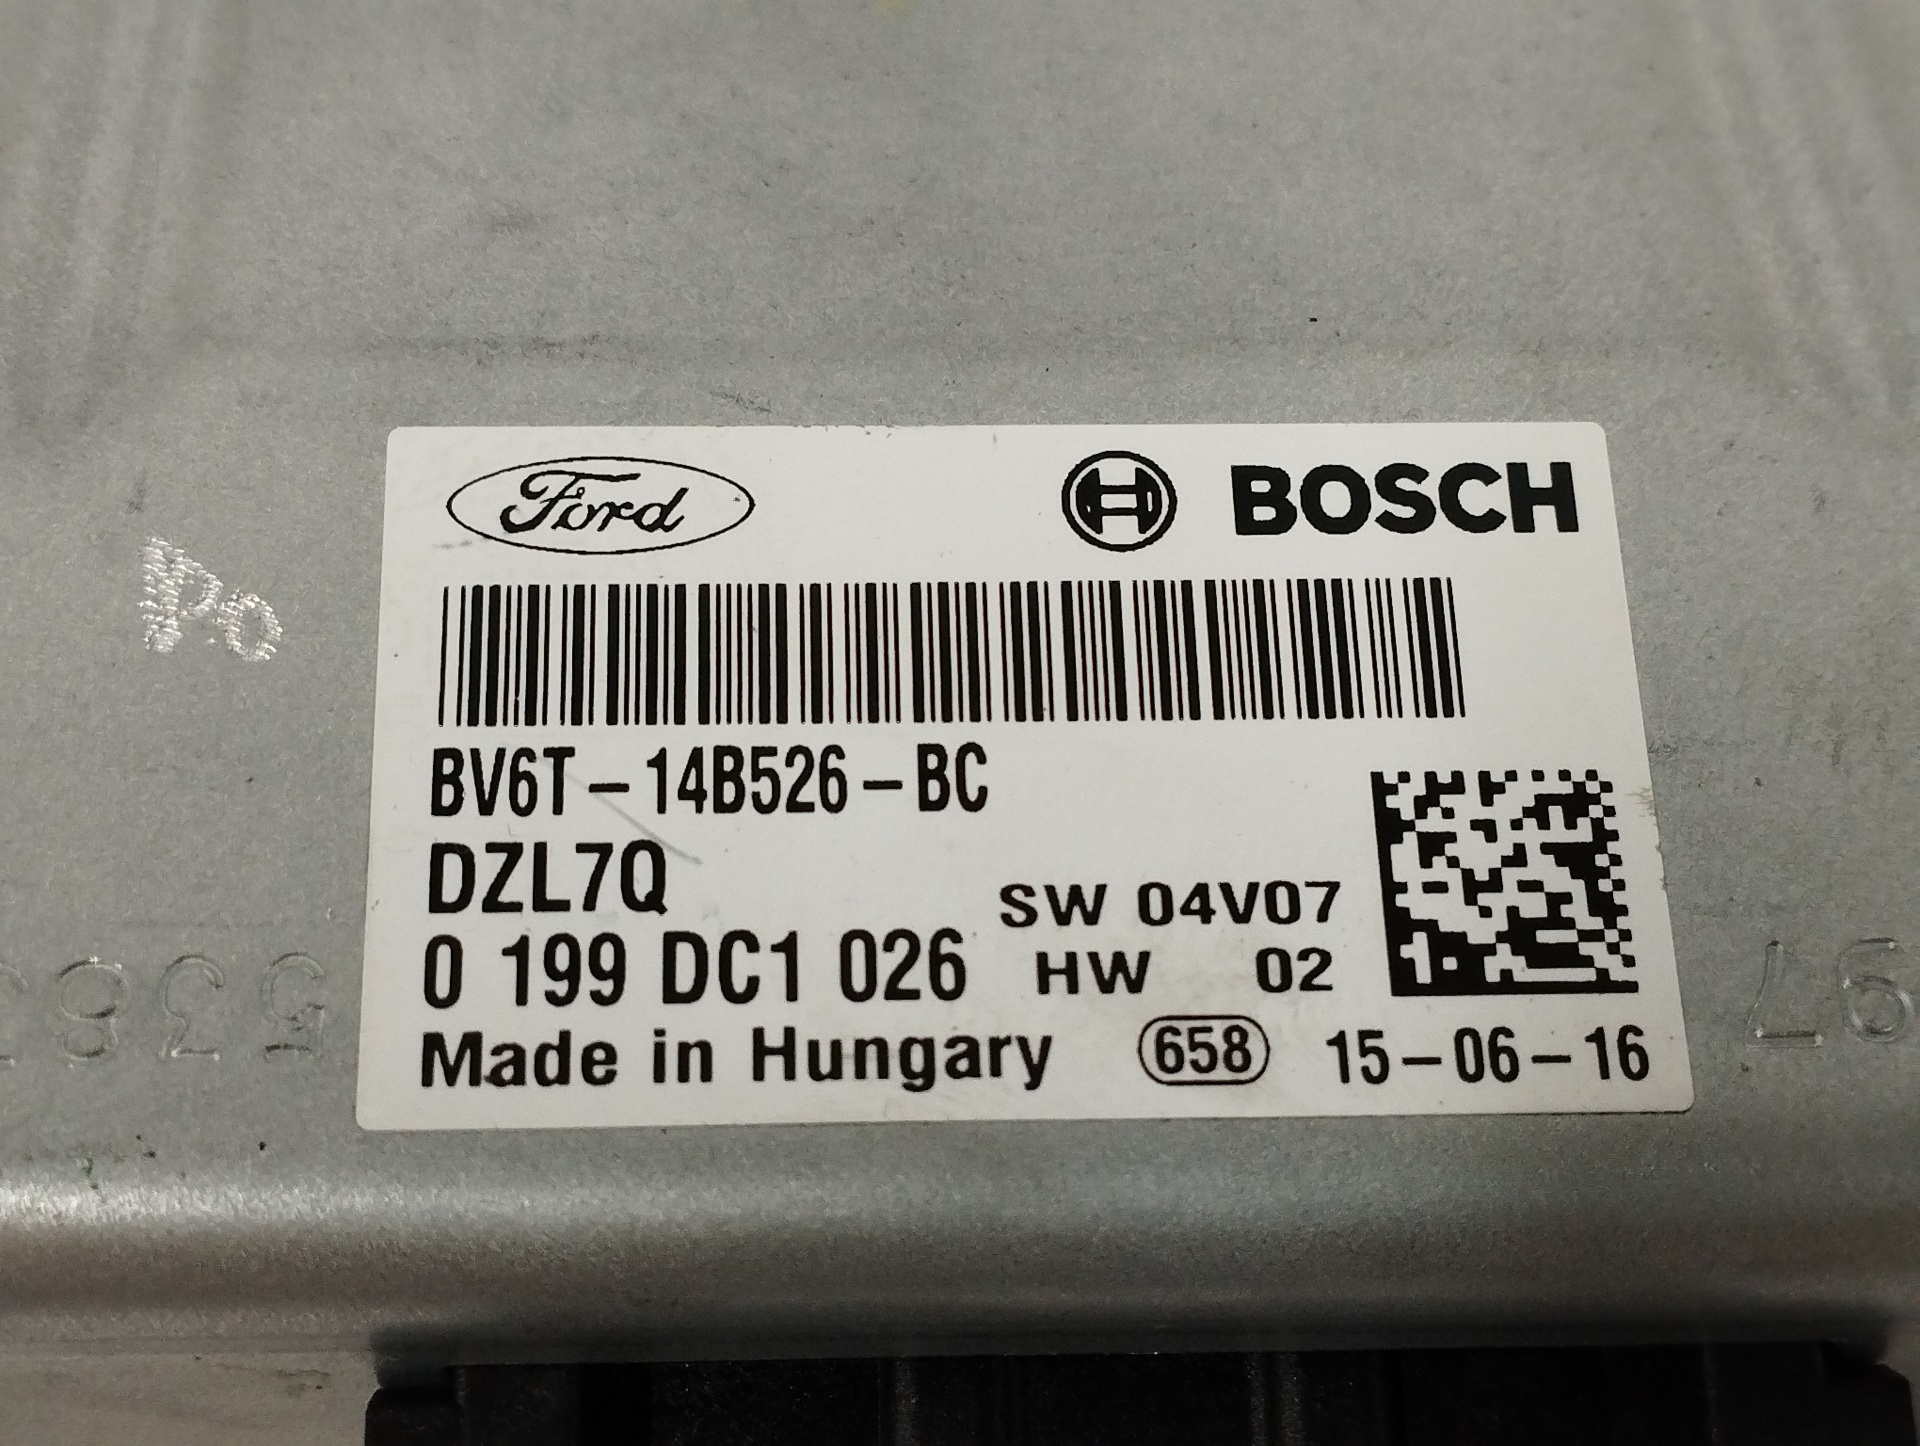 Ford
BOSCH
BV6T-14B526-BC
DZL7Q
SW 04V07
0 199 DC1 026
HW 02
Made in Hungary 658 15-06-16
Po